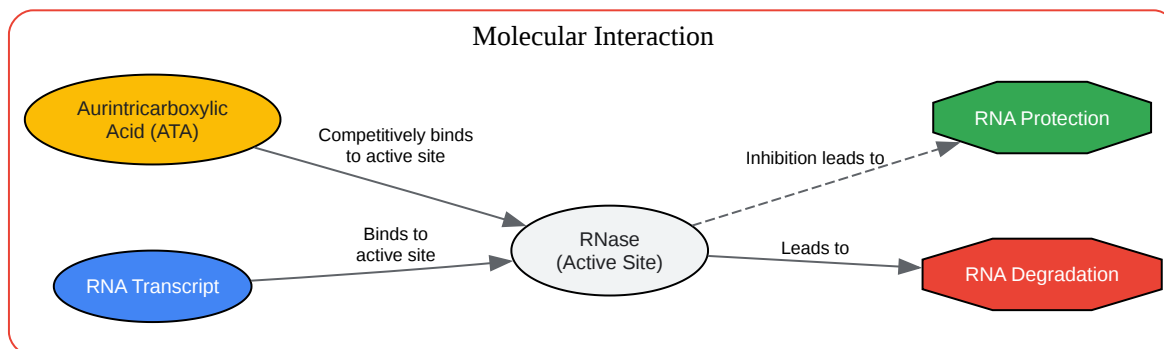 Molecular Interaction
Aurintricarboxylic
Acid (ATA)
Competitively binds
to active site
RNA Transcript
Binds to
active site
RNase
(Active Site)
Inhibition leads to
RNA Protection
Leads to
RNA Degradation